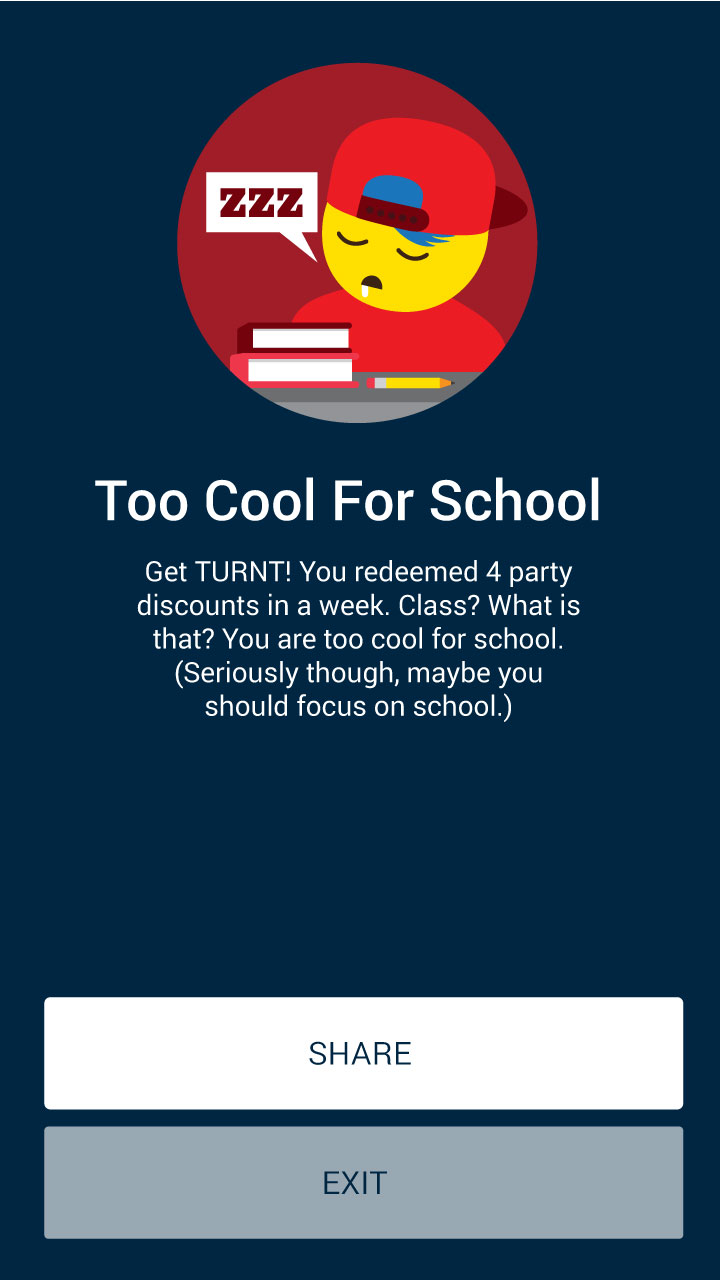 ZZZ
Too Cool For School
Get TURNT! You redeemed 4 party
discounts in a week. Class? What is
that? You are too cool for school.
(Seriously though, maybe you
should focus on school.)
SHARE
EXIT